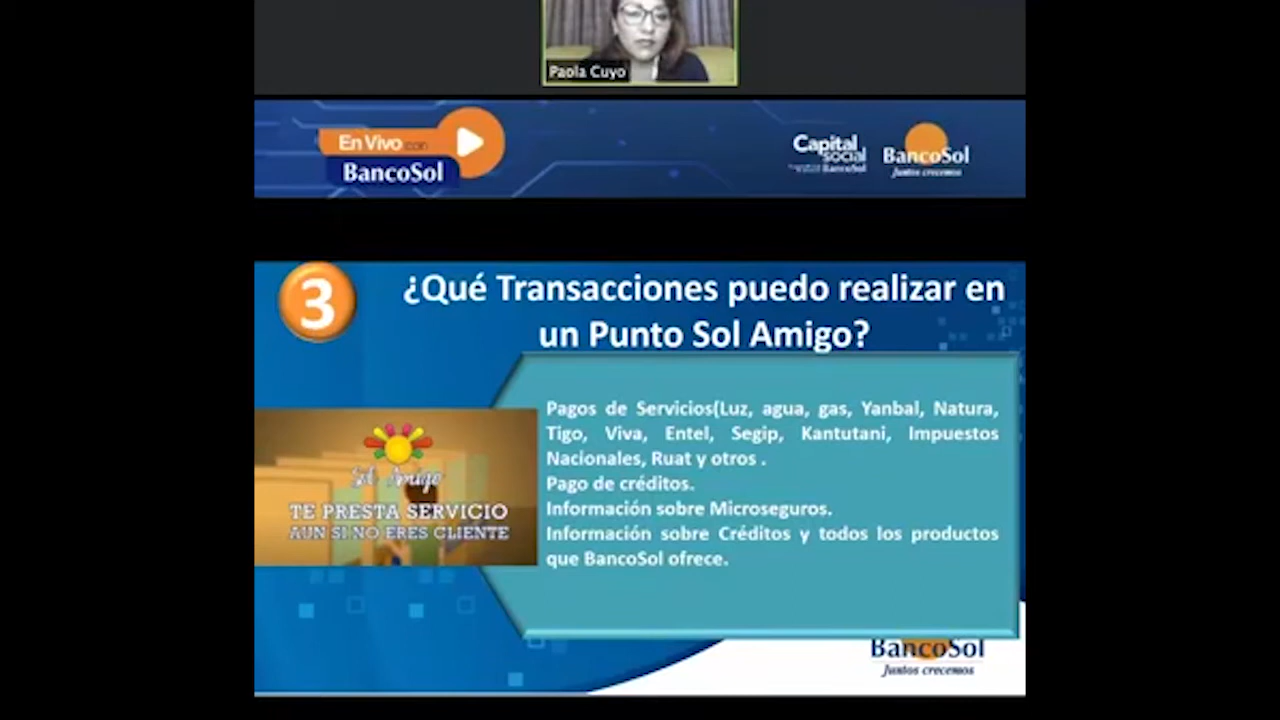 Paola Cuyo
En Vivo con
BancoSol
Capital
social
BancoSol
BancoSol
Juntos crecemos
3
¿Qué Transacciones puedo realizar en
un Punto Sol Amigo?
Pagos de Servicios(Luz, agua, gas, Yanbal, Natura,
Tigo, Viva, Entel, Segip, Kantutani, Impuestos
Nacionales, Ruat y otros .
Pago de créditos.
Información sobre Microseguros.
Información sobre Créditos y todos los productos
que BancoSol ofrece.
Sol Amigo
TE PRESTA SERVICIO
AUN SI NO ERES CLIENTE
BancoSol
Juntos crecemos